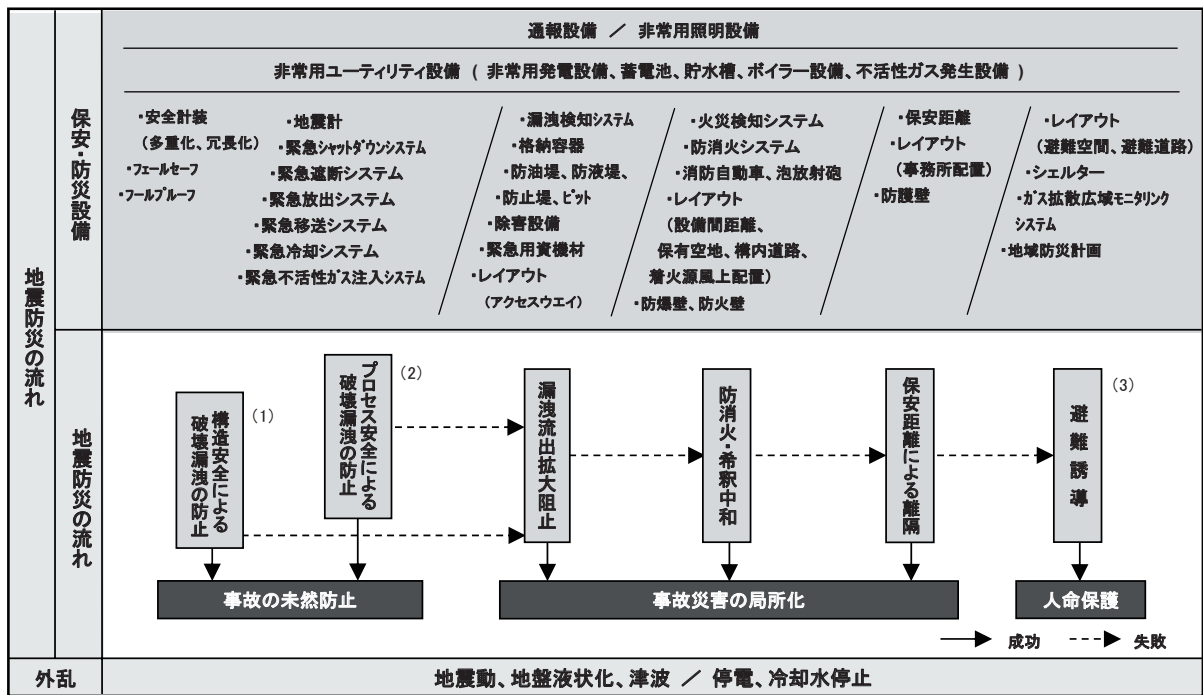 地震防災の流れ
保安・防災設備
通報設備 ／ 非常用照明設備
非常用ユーティリティ設備 ( 非常用発電設備、蓄電池、貯水槽、ボイラー設備、不活性ガス発生設備 )
・安全計装
(多重化、冗長化)
・フェールセーフ
・フールプルーフ
・地震計
・緊急シャットダウンシステム
・緊急遮断システム
・緊急放出システム
・緊急移送システム
・緊急冷却システム
・緊急不活性ガス注入システム
・漏洩検知システム
・格納容器
・防油堤、防液堤、
・防止堤、ピット
・除害設備
・緊急用資機材
・レイアウト
(アクセスウエイ)
・火災検知システム
・防消火システム
・消防自動車、泡放射砲
・レイアウト
(設備間距離、
保有空地、構内道路、
着火源風上配置)
・防爆壁、防火壁
・保安距離
・レイアウト
(事務所配置)
・防護壁
・レイアウト
(避難空間、避難道路)
・シェルター
・ガス拡散広域モニタリンク
システム
・地域防災計画
地震防災の流れ
構造安全による
破壊漏洩の防止
(1)
プロセス安全による
破壊漏洩の防止
(2)
漏洩流出拡大阻止
防消火・希釈中和
保安距離による離隔
避難誘導
(3)
事故の未然防止
事故災害の局所化
人命保護
成功
失敗
外乱
地震動、地盤液状化、津波 ／ 停電、冷却水停止